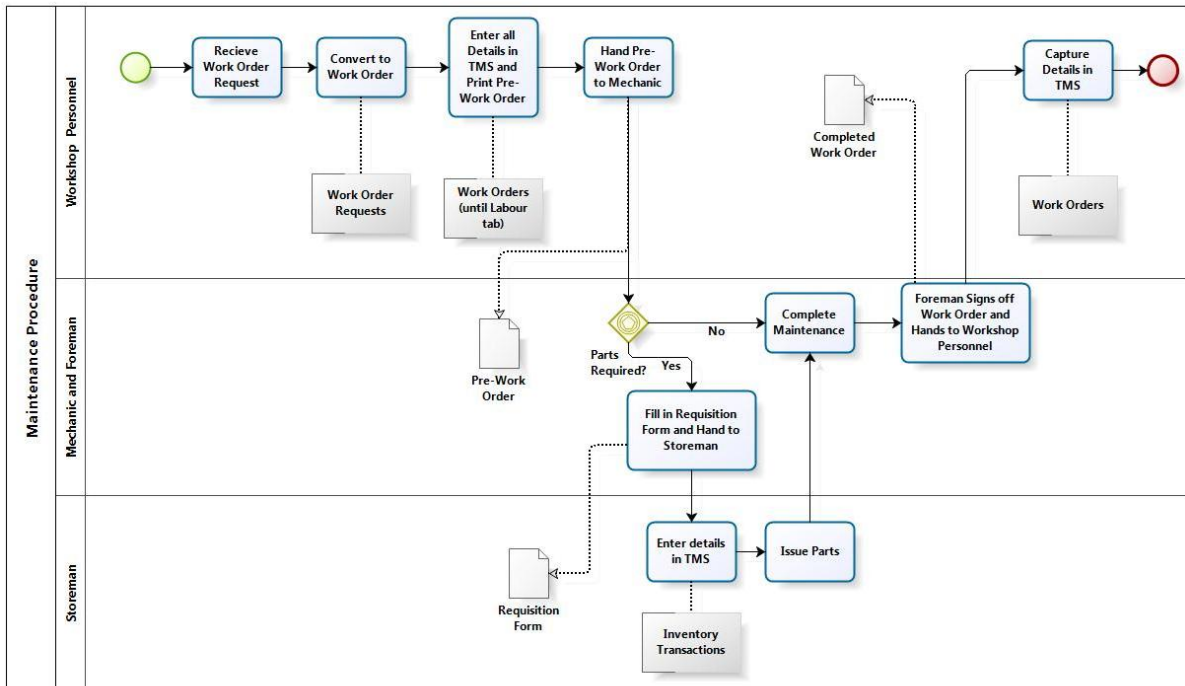 Maintenance Procedure
Workshop Personnel
Recieve
Work Order
Request
Convert to
Work Order
Enter all
Details in
TMS and
Print Pre-
Work Order
Hand Pre-
Work Order
to Mechanic
Capture
Details in
TMS
Completed
Work Order
Work Order
Requests
Work Orders
(until Labour
tab)
Work Orders
Mechanic and Foreman
Pre-Work
Order
Parts
Required?
No
Yes
Complete
Maintenance
Foreman Signs off
Work Order and
Hands to Workshop
Personnel
Fill in Requisition
Form and Hand to
Storeman
Storeman
Requisition
Form
Enter details
in TMS
Issue Parts
Inventory
Transactions